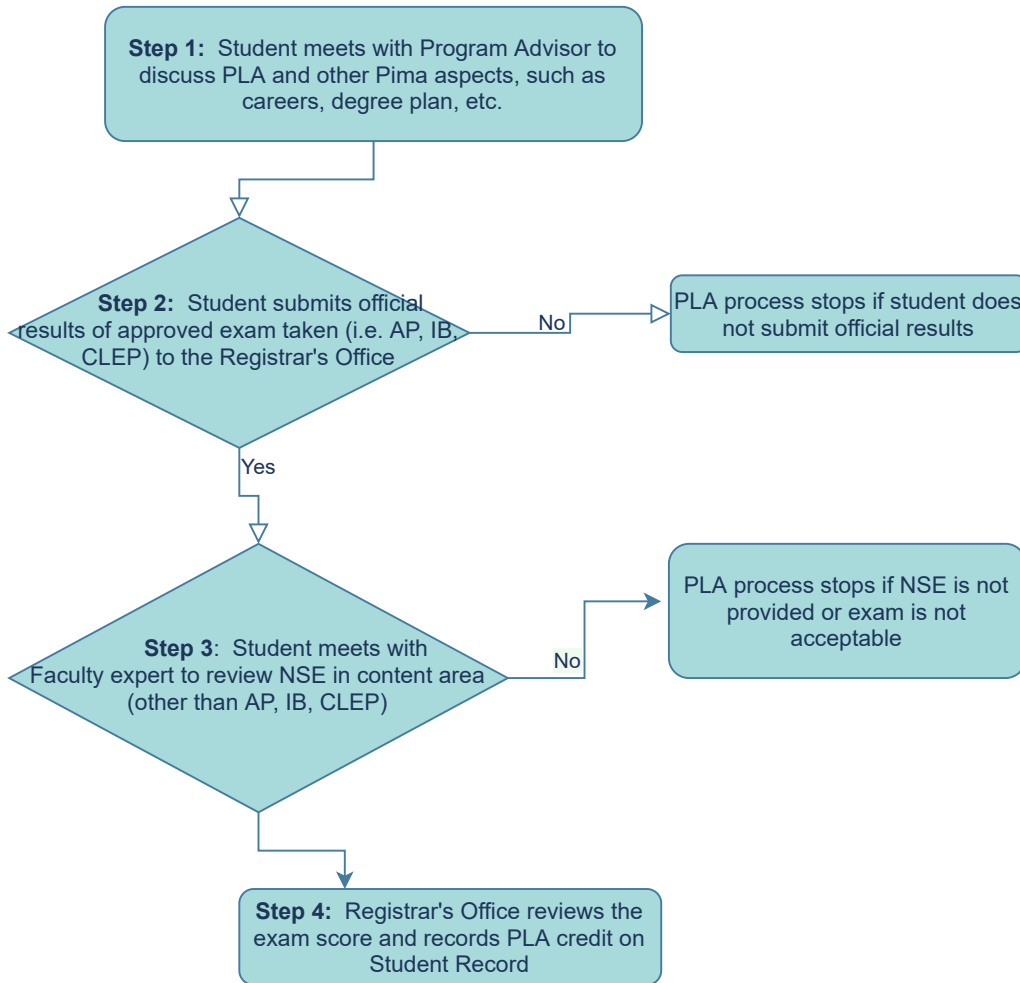 Step 1:  Student meets with Program Advisor to
discuss PLA and other Pima aspects, such as
careers, degree plan, etc.
Step 2:  Student submits official
results of approved exam taken (i.e. AP, IB,
CLEP) to the Registrar's Office
No
PLA process stops if student does
not submit official results
Yes
Step 3:  Student meets with
Faculty expert to review NSE in content area
(other than AP, IB, CLEP)
No
PLA process stops if NSE is not
provided or exam is not
acceptable
Step 4:  Registrar's Office reviews the
exam score and records PLA credit on
Student Record